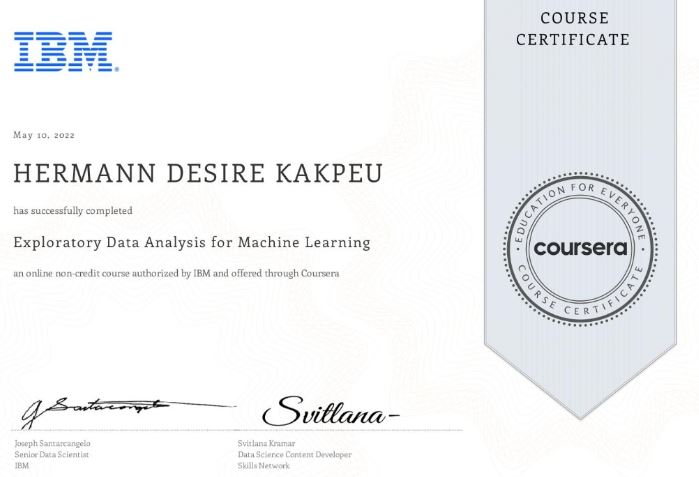 IBM
COURSE
CERTIFICATE
May 10, 2022
HERMANN DESIRE KAKPEU
has successfully completed
Exploratory Data Analysis for Machine Learning
an online non-credit course authorized by IBM and offered through Coursera
EDUCATION FOR EVERYONE
coursera
COURSE CERTIFICATE
J Santarcangelo
Svitlana
Joseph Santarcangelo
Senior Data Scientist
IBM
Svitlana Kramar
Data Science Content Developer
Skills Network